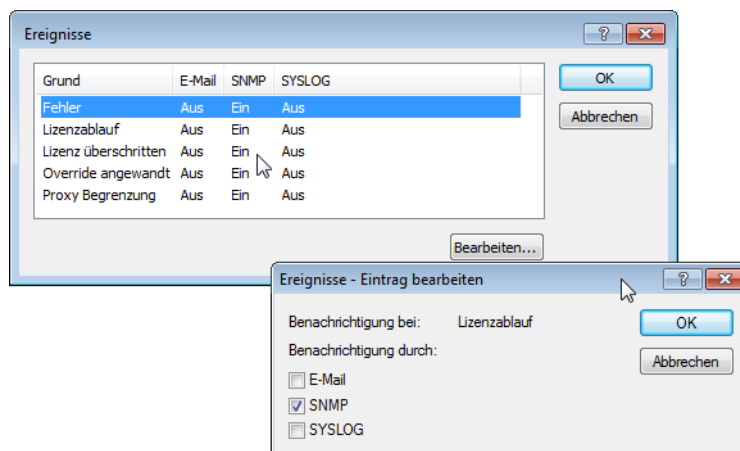 Ereignisse
Grund E-Mail SNMP SYSLOG
Fehler Aus Ein Aus
Lizenzablauf Aus Ein Aus
Lizenz überschritten Aus Ein Aus
Override angewandt Aus Ein Aus
Proxy Begrenzung Aus Ein Aus
OK
Abbrechen
Bearbeiten...
Ereignisse - Eintrag bearbeiten
Benachrichtigung bei: Lizenzablauf
Benachrichtigung durch:
E-Mail
SNMP
SYSLOG
OK
Abbrechen